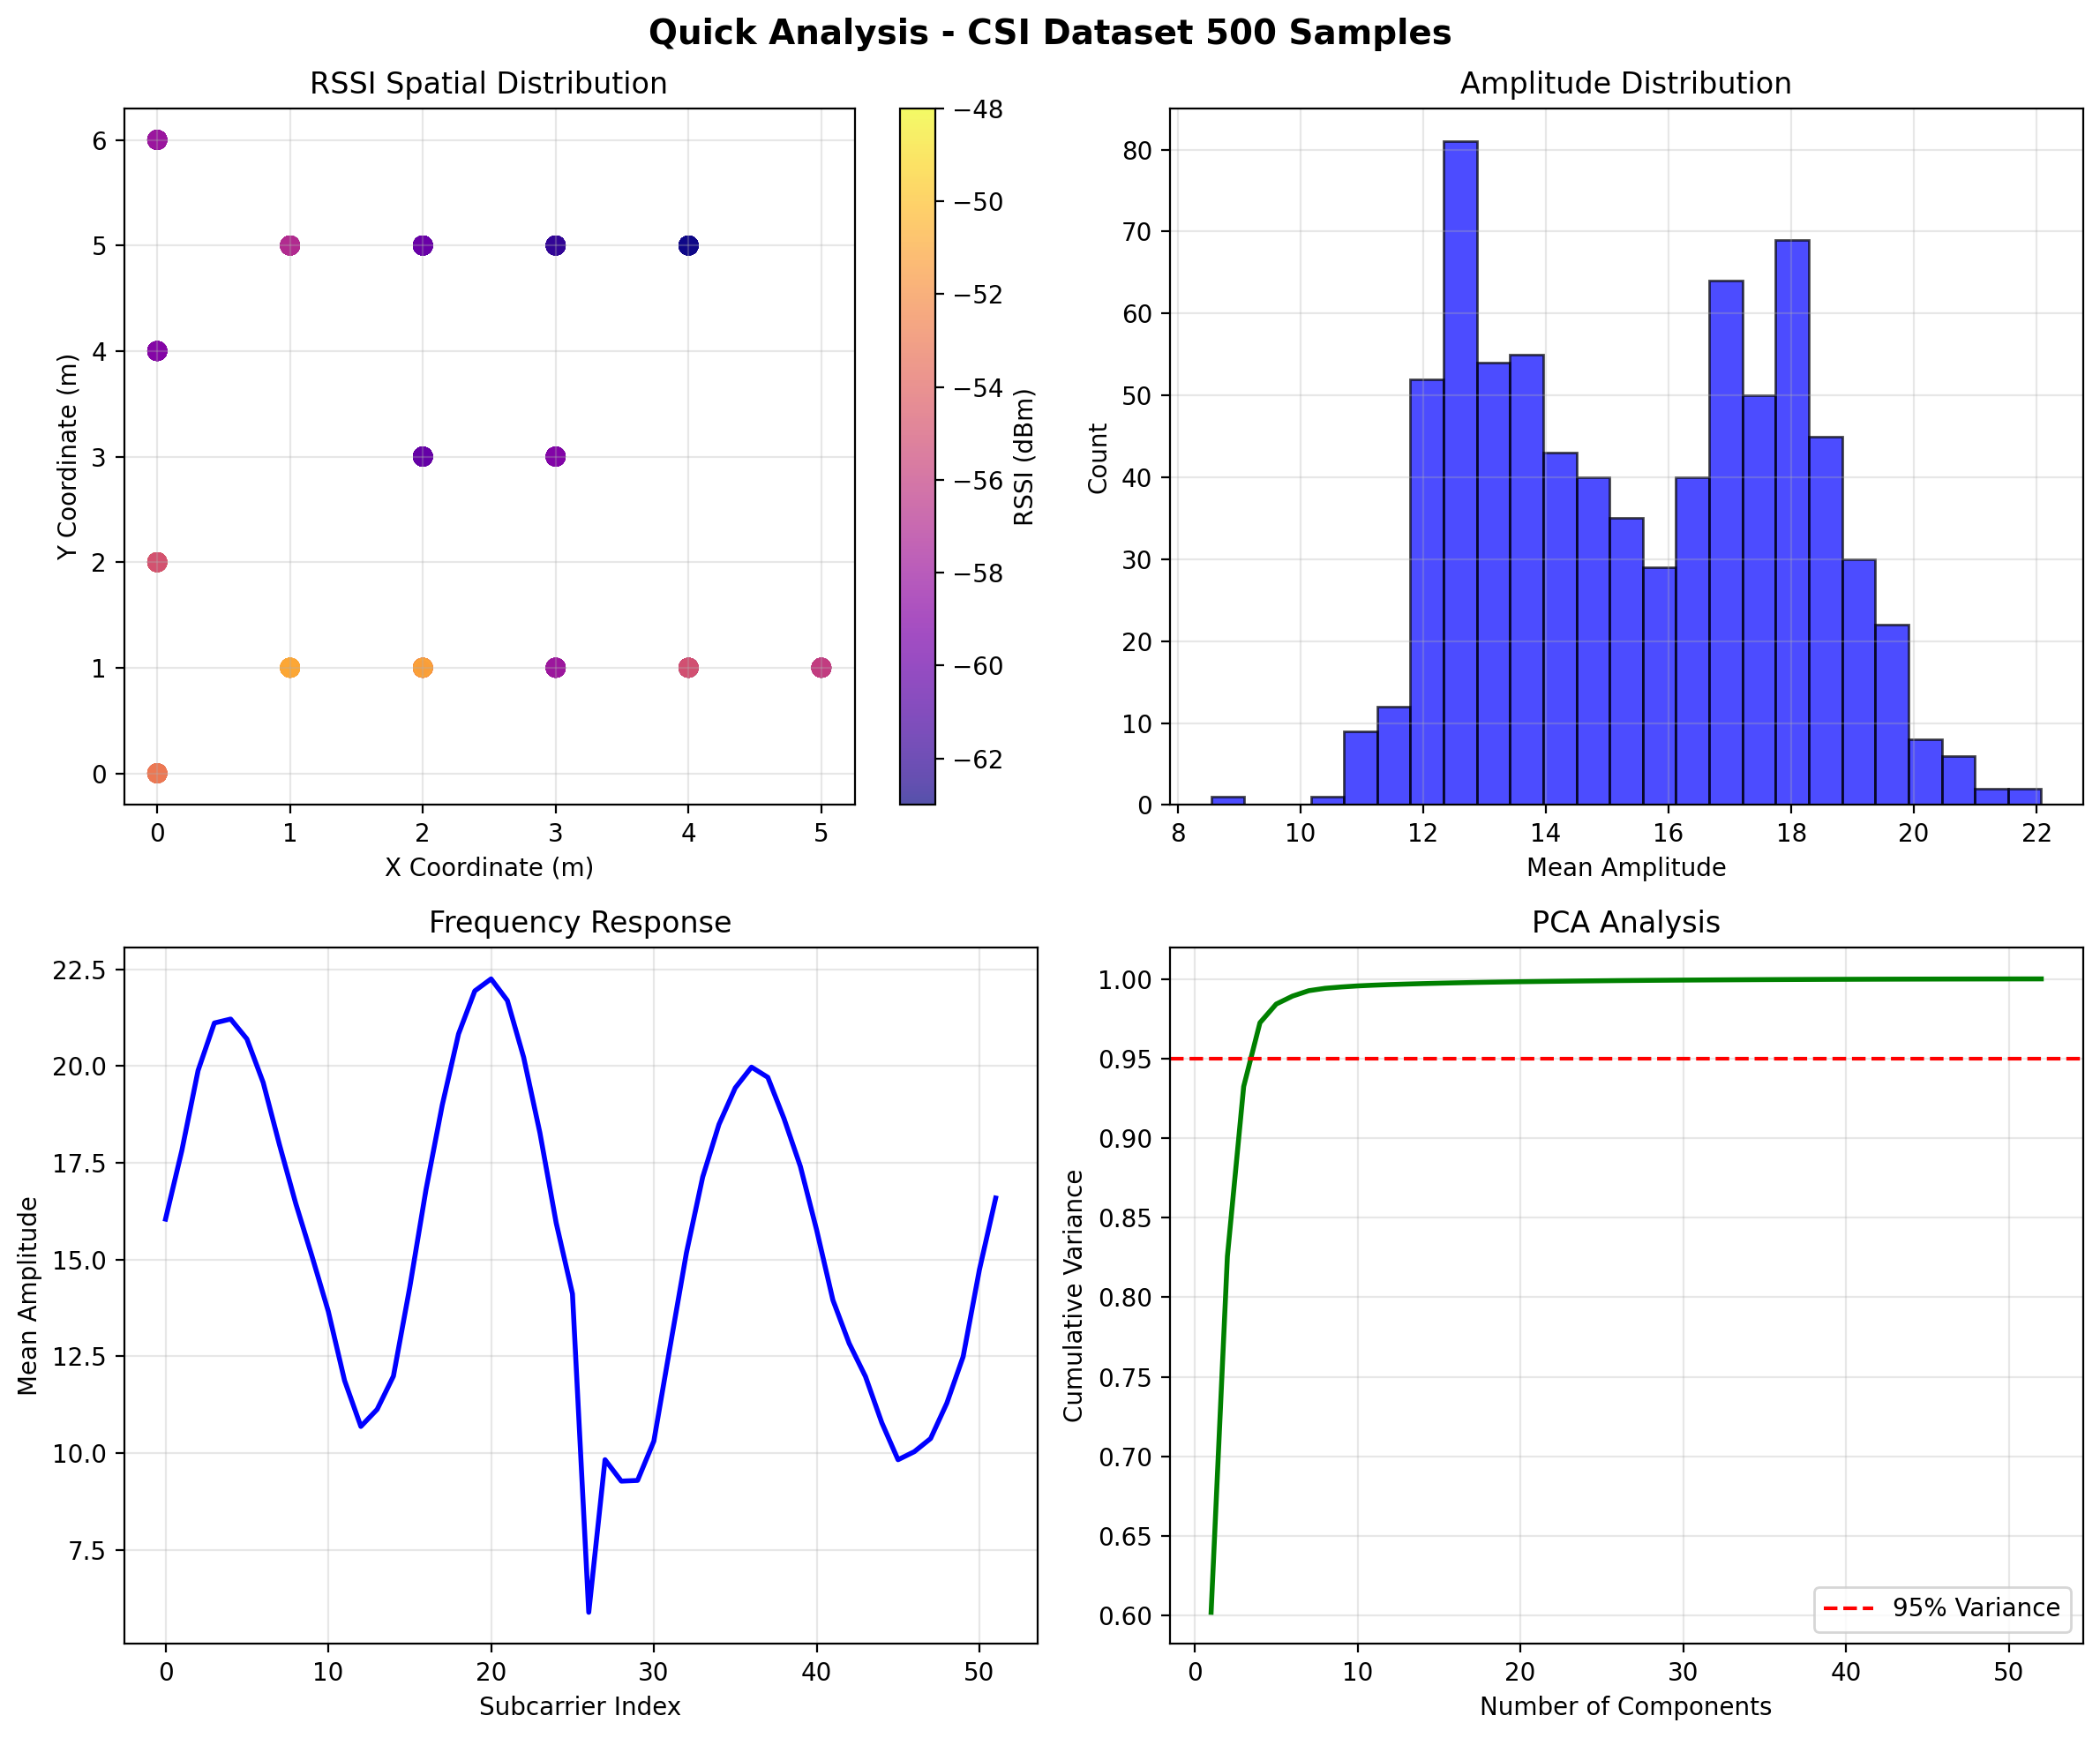 Quick Analysis - CSI Dataset 500 Samples
RSSI Spatial Distribution
6
5
4
3
2
1
0
Y Coordinate (m)
0 1 2 3 4 5
X Coordinate (m)
−48
−50
−52
−54
−56
−58
−60
−62
RSSI (dBm)
Amplitude Distribution
80
70
60
50
40
30
20
10
0
Count
8 10 12 14 16 18 20 22
Mean Amplitude
Frequency Response
22.5
20.0
17.5
15.0
12.5
10.0
7.5
Mean Amplitude
0 10 20 30 40 50
Subcarrier Index
PCA Analysis
1.00
0.95
0.90
0.85
0.80
0.75
0.70
0.65
0.60
Cumulative Variance
95% Variance
0 10 20 30 40 50
Number of Components